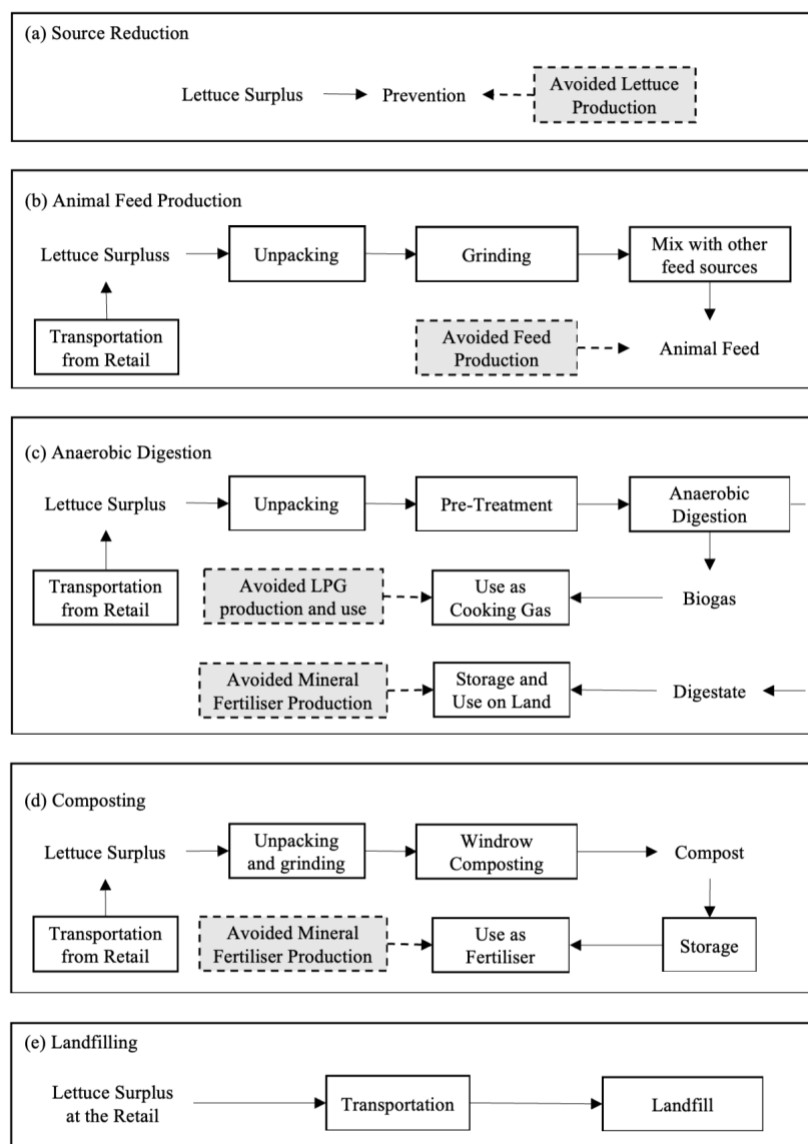 (a) Source Reduction
Lettuce Surplus
Prevention
Avoided Lettuce
Production
(b) Animal Feed Production
Lettuce Surpluss
Unpacking
Grinding
Mix with other
feed sources
Transportation
from Retail
Avoided Feed
Production
Animal Feed
(c) Anaerobic Digestion
Lettuce Surplus
Unpacking
Pre-Treatment
Anaerobic
Digestion
Transportation
from Retail
Avoided LPG
production and use
Use as
Cooking Gas
Biogas
Avoided Mineral
Fertiliser Production
Storage and
Use on Land
Digestate
(d) Composting
Lettuce Surplus
Unpacking
and grinding
Windrow
Composting
Compost
Transportation
from Retail
Avoided Mineral
Fertiliser Production
Use as
Fertiliser
Storage
(e) Landfilling
Lettuce Surplus
at the Retail
Transportation
Landfill